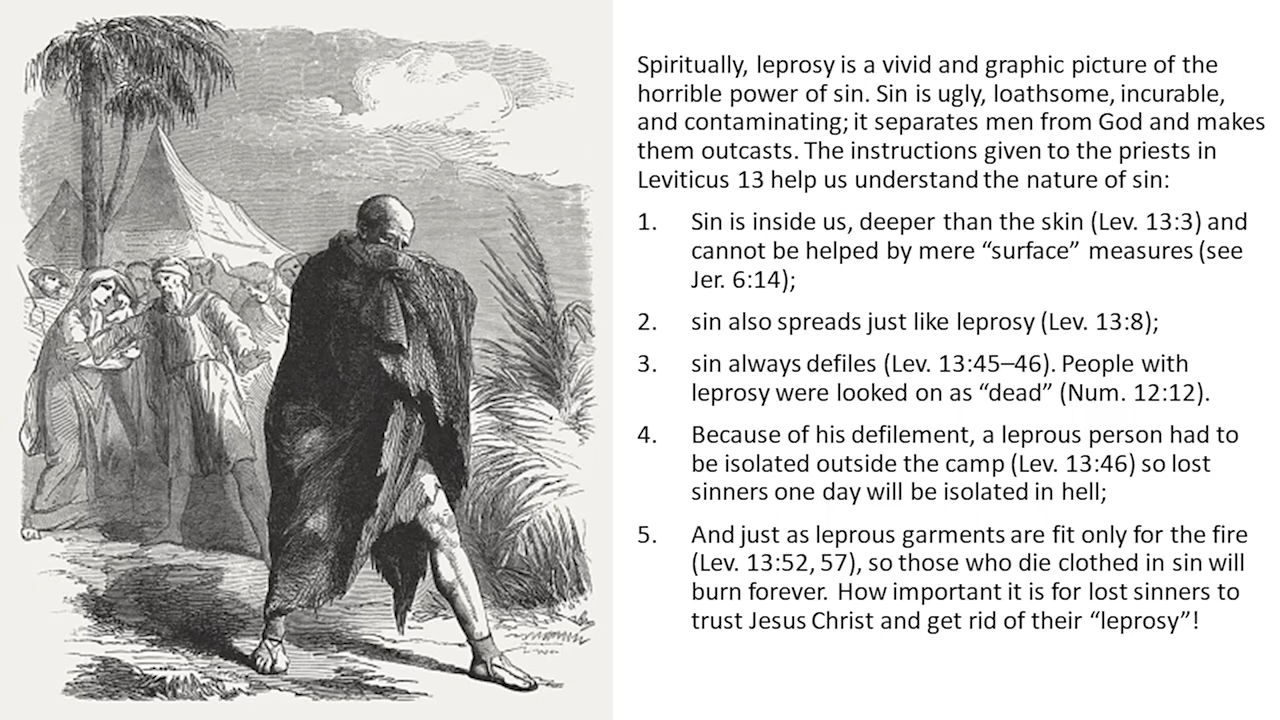 Spiritually, leprosy is a vivid and graphic picture of the
horrible power of sin. Sin is ugly, loathsome, incurable,
and contaminating; it separates men from God and makes
them outcasts. The instructions given to the priests in
Leviticus 13 help us understand the nature of sin:
1. Sin is inside us, deeper than the skin (Lev. 13:3) and
cannot be helped by mere “surface” measures (see
Jer. 6:14);
2. sin also spreads just like leprosy (Lev. 13:8);
3. sin always defiles (Lev. 13:45–46). People with
leprosy were looked on as “dead” (Num. 12:12).
4. Because of his defilement, a leprous person had to
be isolated outside the camp (Lev. 13:46) so lost
sinners one day will be isolated in hell;
5. And just as leprous garments are fit only for the fire
(Lev. 13:52, 57), so those who die clothed in sin will
burn forever. How important it is for lost sinners to
trust Jesus Christ and get rid of their “leprosy”!